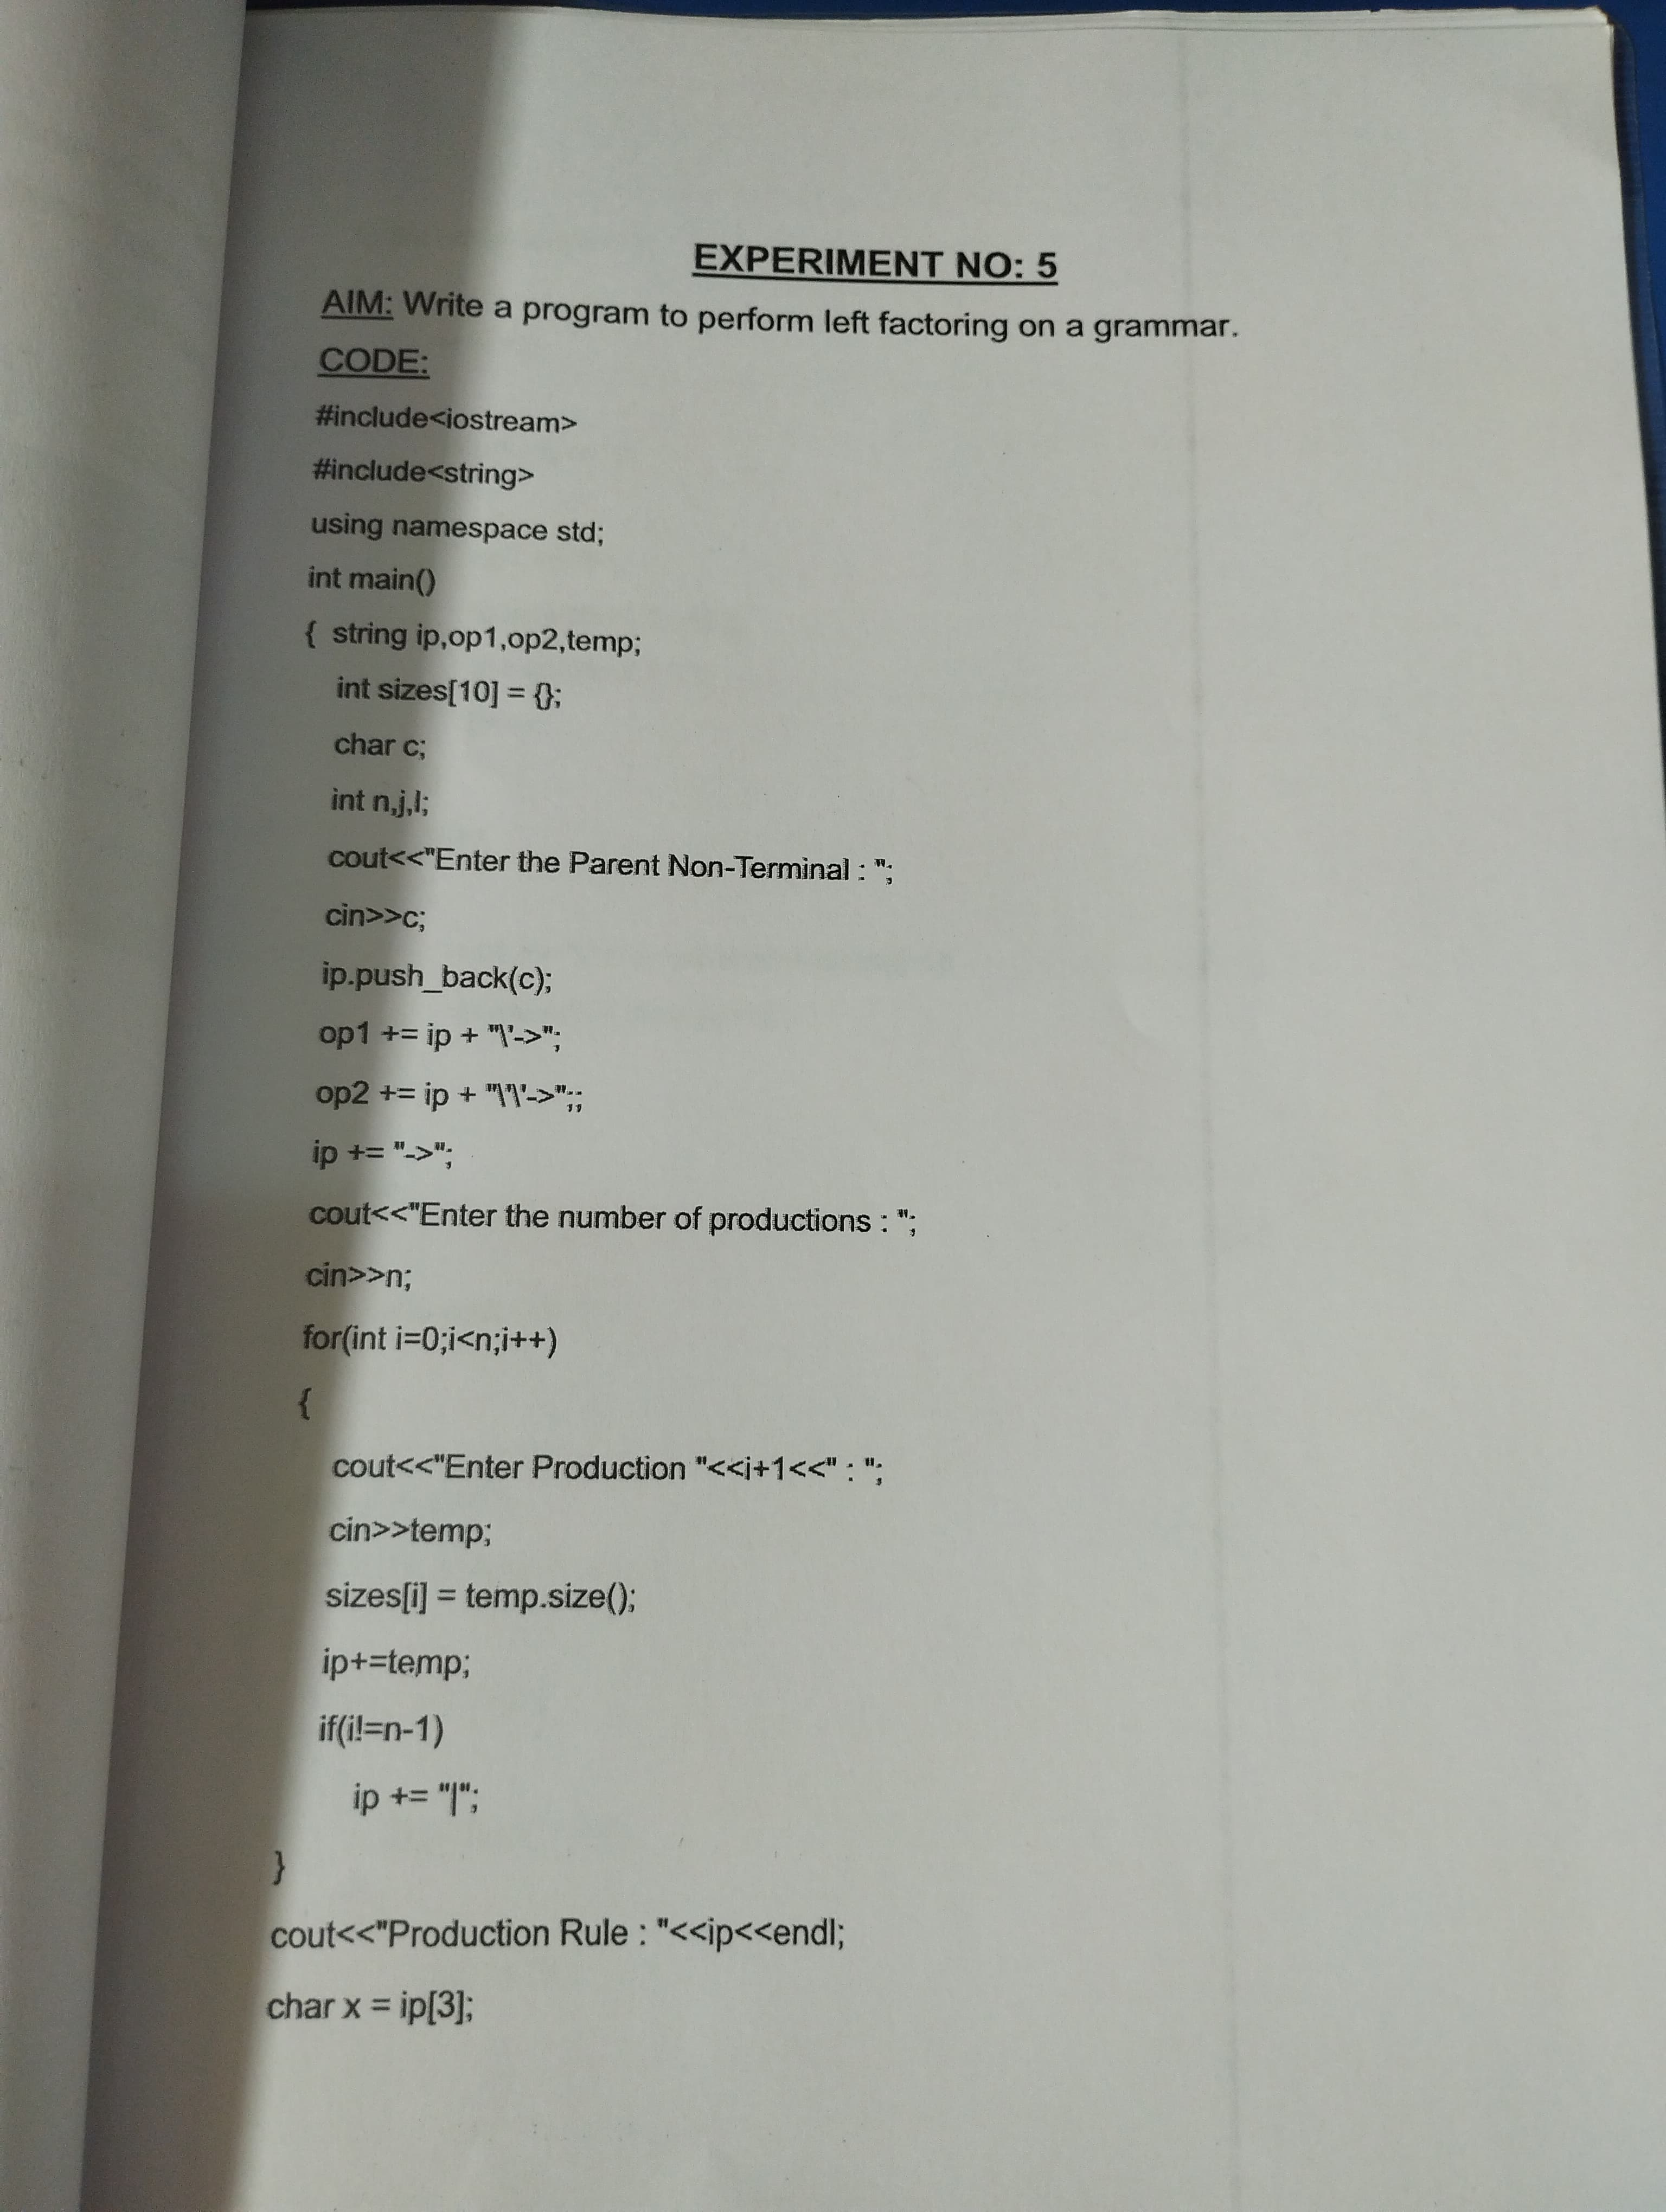 EXPERIMENT NO: 5
AIM: Write a program to perform left factoring on a grammar.
CODE:
#include<iostream>
#include<string>
using namespace std;
int main()
{ string ip,op1,op2,temp;
int sizes[10] = {};
char c;
int n,j,l;
cout<<"Enter the Parent Non-Terminal : ";
cin>>c;
ip.push_back(c);
op1 += ip + "\'->";
op2 += ip + "\'\'->";;
ip += "->";
cout<<"Enter the number of productions : ";
cin>>n;
for(int i=0;i<n;i++)
{
cout<<"Enter Production "<<i+1<<" : ";
cin>>temp;
sizes[i] = temp.size();
ip+=temp;
if(i!=n-1)
ip += "|";
}
cout<<"Production Rule : "<<ip<<endl;
char x = ip[3];